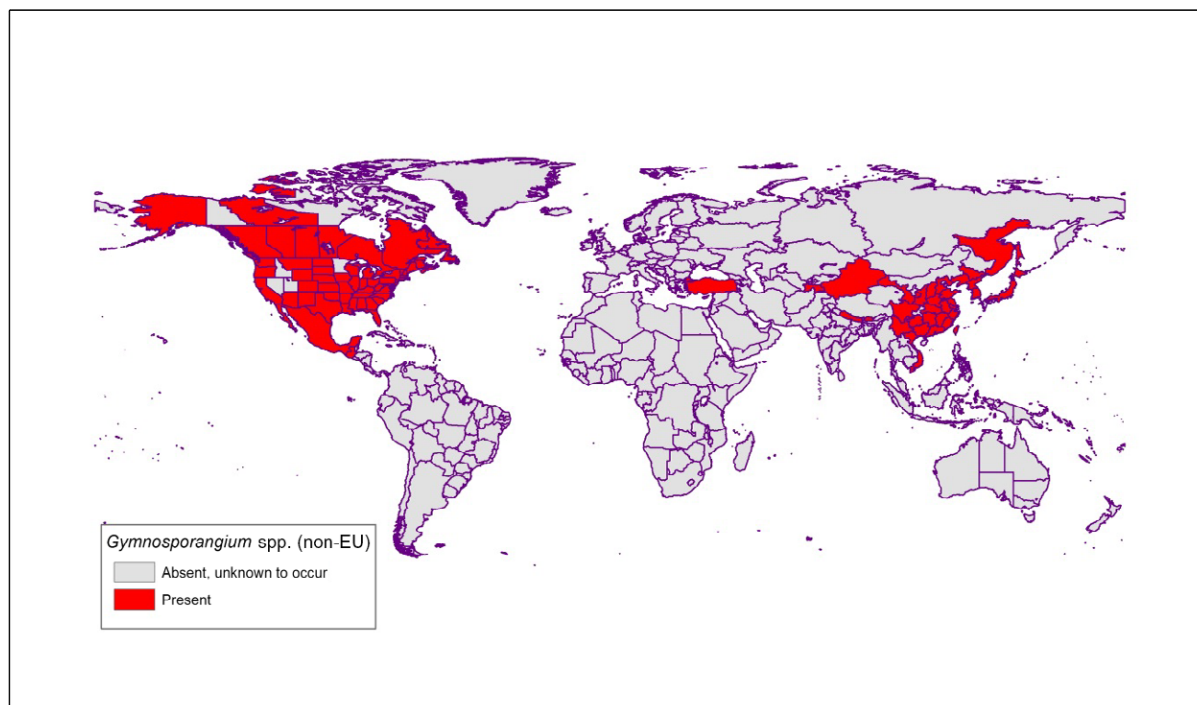 Gymnosporangium spp. (non-EU)
Absent, unknown to occur
Present